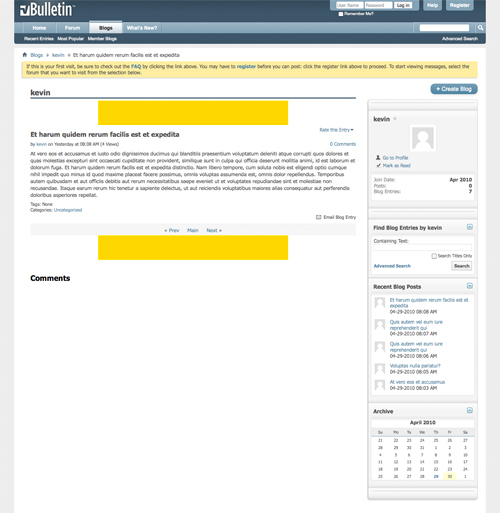 vBulletin
User Name
Password
Log in
Help
Register
Remember Me?
Home
Forum
Blogs
What's New?
Recent Entries
Most Popular
Member Blogs
Search
Advanced Search
Blogs
kevin
Et harum quidem rerum facilis est et expedita
If this is your first visit, be sure to check out the FAQ by clicking the link above. You may have to register before you can post: click the register link above to proceed. To start viewing messages, select
the forum that you want to visit from the selection below.
+ Create Blog
kevin
Rate this Entry
Et harum quidem rerum facilis est et expedita
by kevin on Yesterday at 08:08 AM (4 Views)
0 Comments
At vero eos et accusamus et iusto odio dignissimos ducimus qui blanditiis praesentium voluptatum deleniti atque corrupti quos dolores et
quas molestias excepturi sint occaecati cupiditate non provident, similique sunt in culpa qui officia deserunt mollitia animi, id est laborum et
dolorum fuga. Et harum quidem rerum facilis est et expedita distinctio. Nam libero tempore, cum soluta nobis est eligendi optio cumque
nihil impedit quo minus id quod maxime placeat facere possimus, omnis voluptas assumenda est, omnis dolor repellendus. Temporibus
autem quibusdam et aut officiis debitis aut rerum necessitatibus saepe eveniet ut et voluptates repudiandae sint et molestiae non
recusandae. Itaque earum rerum hic tenetur a sapiente delectus, ut aut reiciendis voluptatibus maiores alias consequatur aut perferendis
doloribus asperiores repellat.
Tags: None
Categories: Uncategorized
Email Blog Entry
« Prev
Main
Next »
Comments
kevin
Go to Profile
Mark as Read
Join Date: Apr 2010
Posts: 0
Blog Entries: 7
Find Blog Entries by kevin
Containing Text:
Search Titles Only
Advanced Search
Search
Recent Blog Posts
Et harum quidem rerum facilis est et
expedita
04-29-2010 08:08 AM
Quis autem vel eum iure
reprehenderit qui
04-29-2010 08:07 AM
Quis autem vel eum iure
reprehenderit qui
04-29-2010 08:06 AM
Voluptas nulla pariatur?
04-29-2010 08:05 AM
At vero eos et accusamus
04-29-2010 08:03 AM
Archive
April 2010
Su Mo Tu We Th Fr Sa
21 22 23 24 25 26 27
28 29 30 31 1 2 3
4 5 6 7 8 9 10
11 12 13 14 15 16 17
18 19 20 21 22 23 24
25 26 27 28 29 30 1